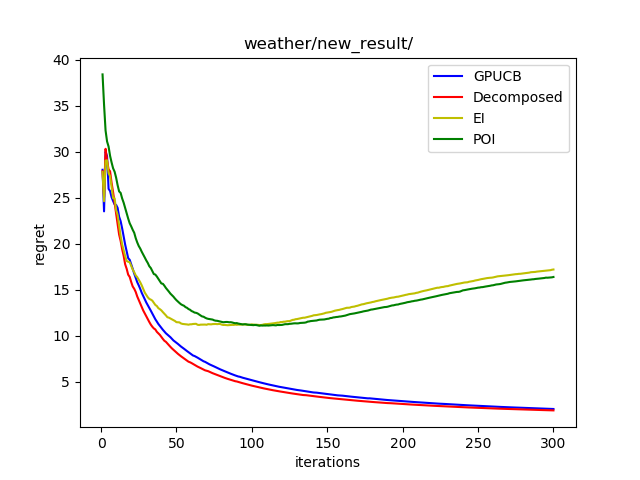 weather/new_result/
40
35
30
25
20
15
10
5
regret
GPUCB
Decomposed
EI
POI
0 50 100 150 200 250 300
iterations